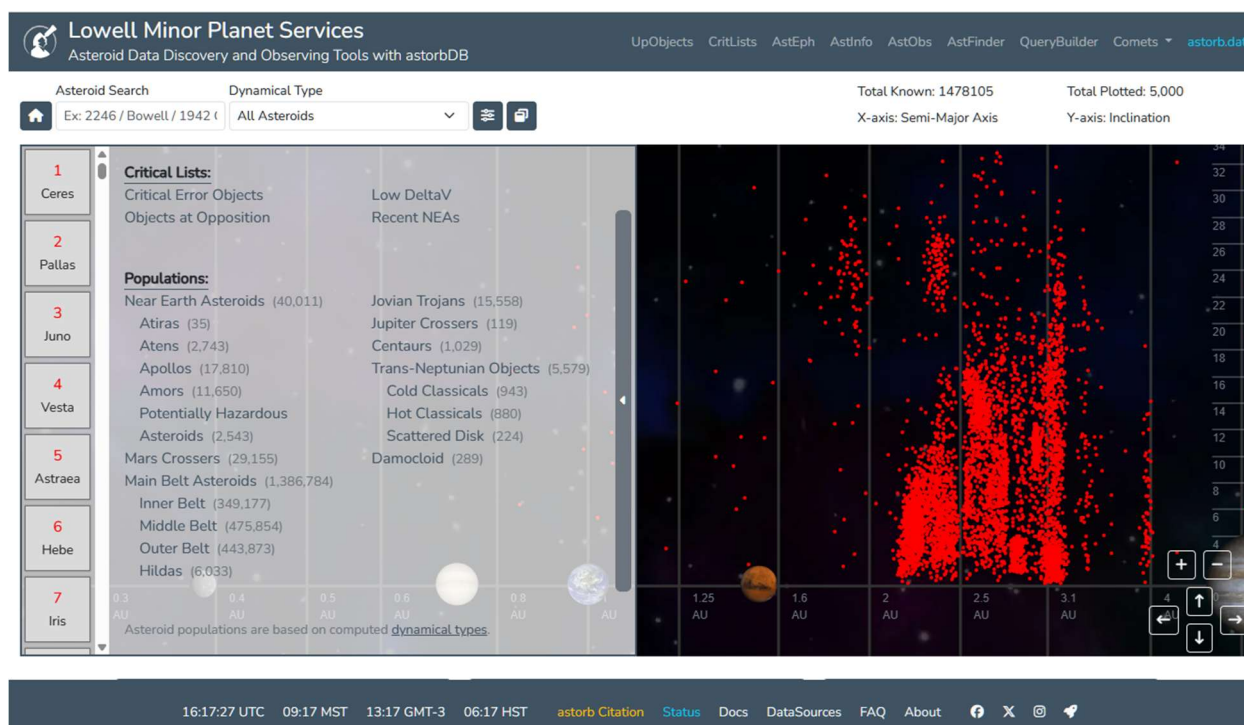 Lowell Minor Planet Services
Asteroid Data Discovery and Observing Tools with astorbDB
UpObjects CritLists AstEph AstInfo AstObs AstFinder QueryBuilder Comets astorb.dat
Asteroid Search Dynamical Type
Ex: 2246 / Bowell / 1942 All Asteroids
Total Known: 1478105 Total Plotted: 5,000
X-axis: Semi-Major Axis Y-axis: Inclination
1
Ceres
2
Pallas
3
Juno
4
Vesta
5
Astraea
6
Hebe
7
Iris
Critical Lists:
Critical Error Objects Low DeltaV
Objects at Opposition Recent NEAs
Populations:
Near Earth Asteroids (40,011) Jovian Trojans (15,558)
Atiras (35) Jupiter Crossers (119)
Atens (2,743) Centaurs (1,029)
Apollos (17,810) Trans-Neptunian Objects (5,579)
Amors (11,650) Cold Classicals (943)
Potentially Hazardous Hot Classicals (880)
Asteroids (2,543) Scattered Disk (224)
Mars Crossers (29,155) Damocloid (289)
Main Belt Asteroids (1,386,784)
Inner Belt (349,177)
Middle Belt (475,854)
Outer Belt (443,873)
Hildas (6,033)
Asteroid populations are based on computed dynamical types.
34
32
30
28
26
24
22
20
18
16
14
12
10
8
6
4
0.3 0.4 0.5 0.6 0.8 1 1.25 1.6 2 2.5 3.1 4
AU AU AU AU AU AU AU AU AU AU AU AU
+ −
↑
← →
↓
16:17:27 UTC 09:17 MST 13:17 GMT-3 06:17 HST astorb Citation Status Docs DataSources FAQ About